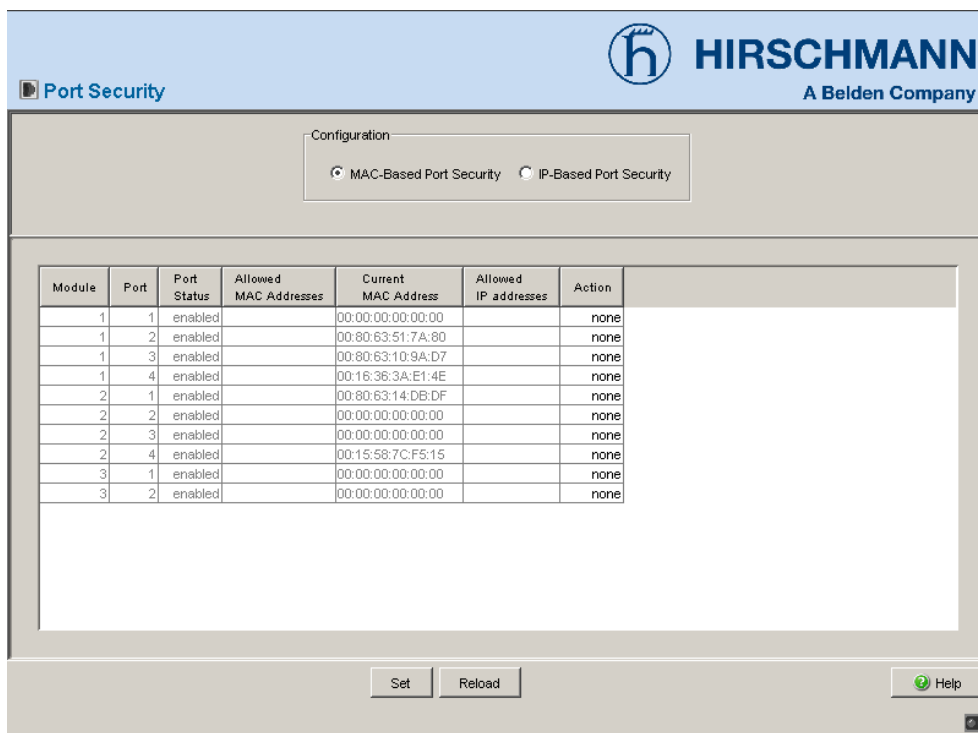 HIRSCHMANN
A Belden Company
Port Security
Configuration
MAC-Based Port Security IP-Based Port Security
Module Port Port Status Allowed MAC Addresses Current MAC Address Allowed IP addresses Action
1 1 enabled 00:00:00:00:00:00 none
1 2 enabled 00:80:63:51:7A:80 none
1 3 enabled 00:80:63:10:9A:D7 none
1 4 enabled 00:16:36:3A:E1:4E none
2 1 enabled 00:80:63:14:DB:DF none
2 2 enabled 00:00:00:00:00:00 none
2 3 enabled 00:00:00:00:00:00 none
2 4 enabled 00:15:58:7C:F5:15 none
3 1 enabled 00:00:00:00:00:00 none
3 2 enabled 00:00:00:00:00:00 none
Set Reload Help